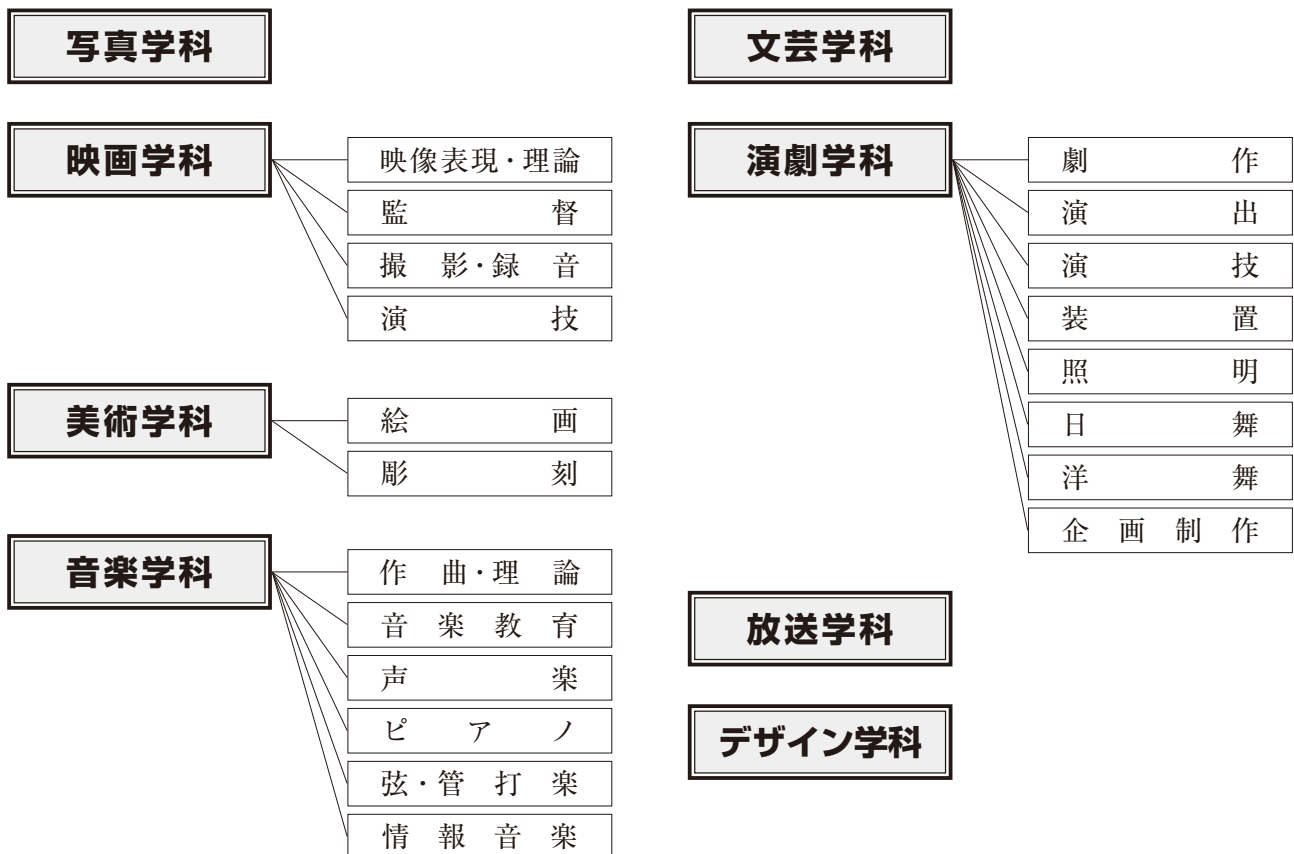 写真学科
映画学科
映像表現・理論
監督
撮影・録音
演技
美術学科
絵画
彫刻
音楽学科
作曲・理論
音楽教育
声楽
ピアノ
弦・管打楽
情報音楽
文芸学科
演劇学科
劇作
演出
演技
装置
照明
日舞
洋舞
企画制作
放送学科
デザイン学科